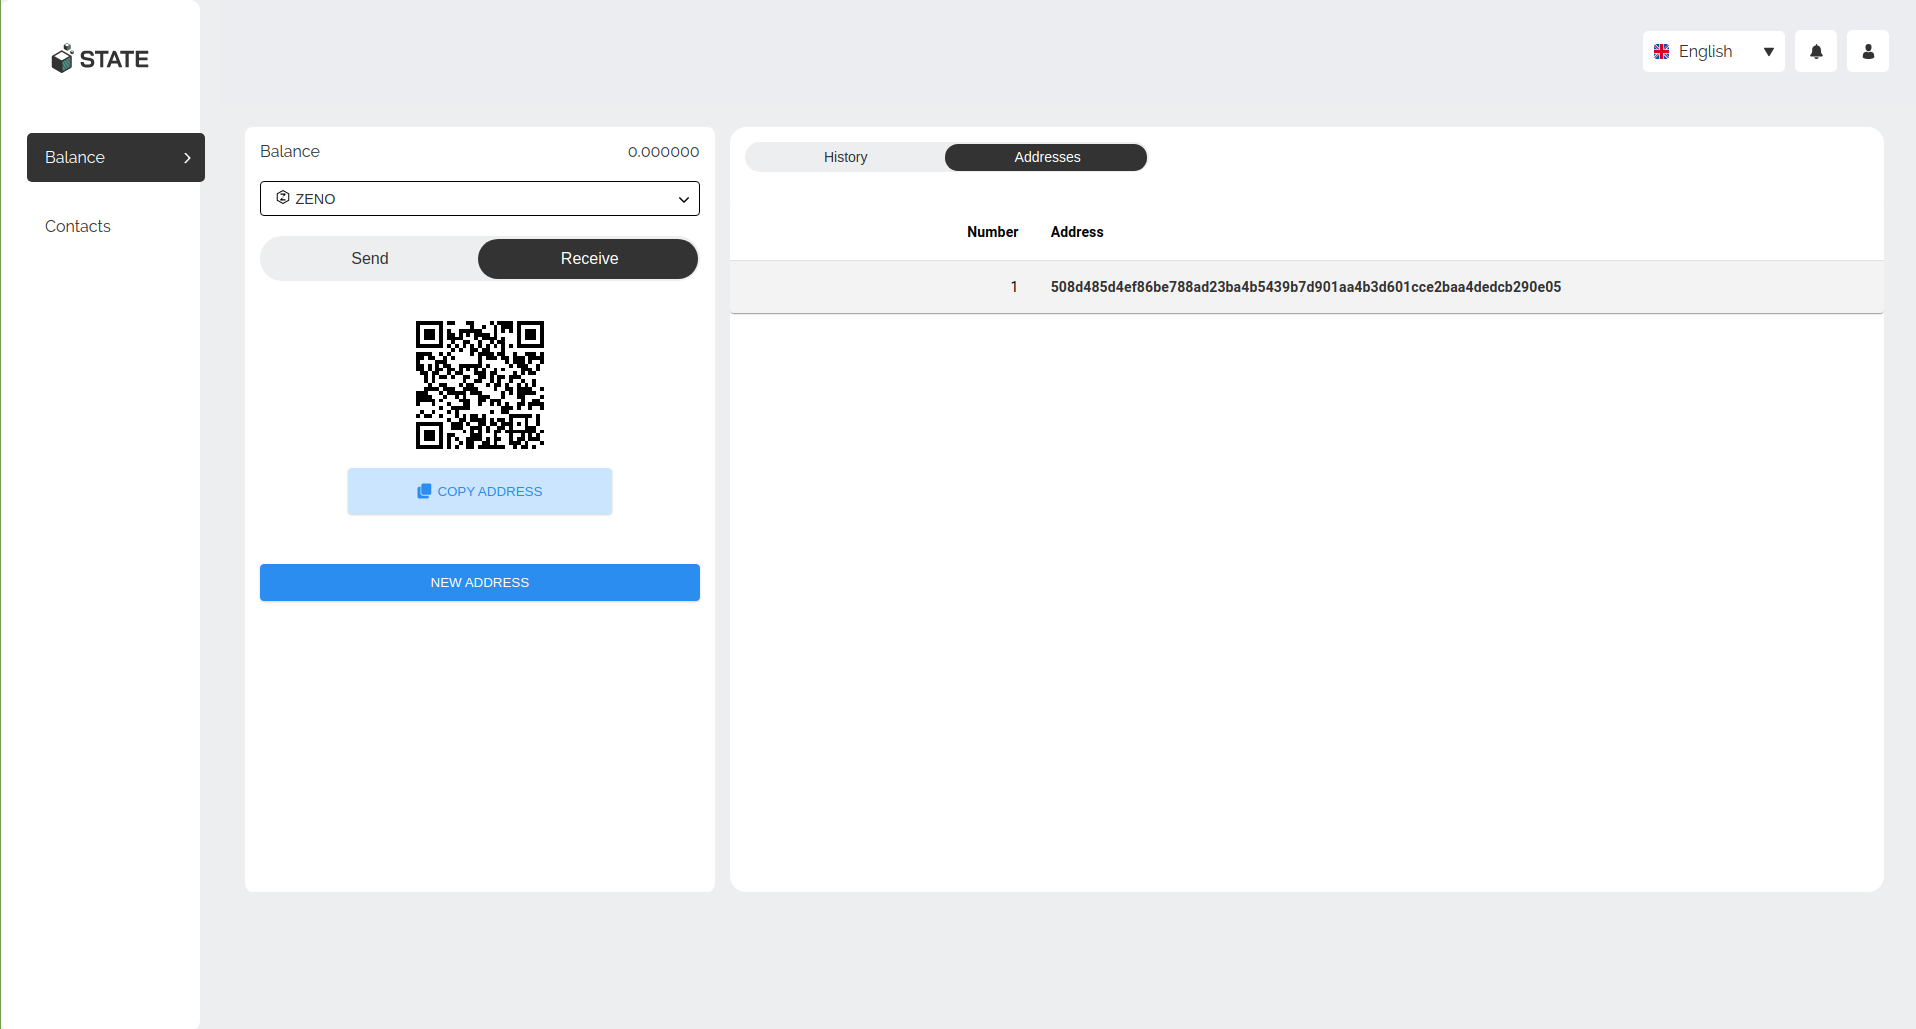 STATE
English
Balance
Contacts
Balance 0.000000
ZENO
Send Receive
COPY ADDRESS
NEW ADDRESS
History Addresses
Number Address
1 508d485d4ef86be788ad23ba4b5439b7d901aa4b3d601cce2baa4dedcb290e05